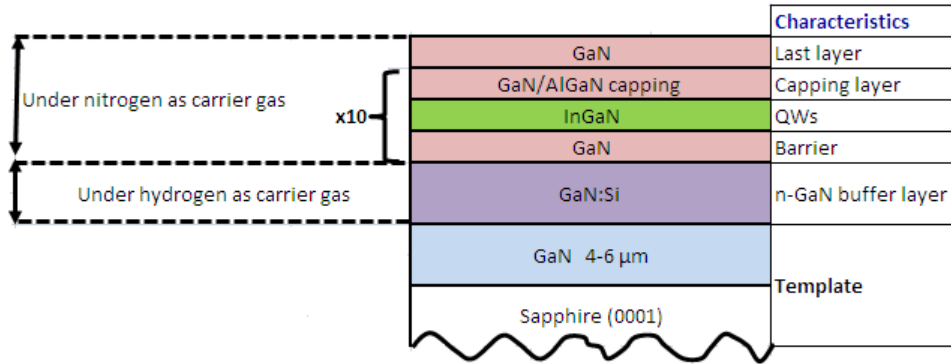 Characteristics
GaN Last layer
GaN/AlGaN capping Capping layer
Under nitrogen as carrier gas
x10
InGaN QWs
GaN Barrier
Under hydrogen as carrier gas
GaN:Si n-GaN buffer layer
GaN 4-6 μm
Template
Sapphire (0001)